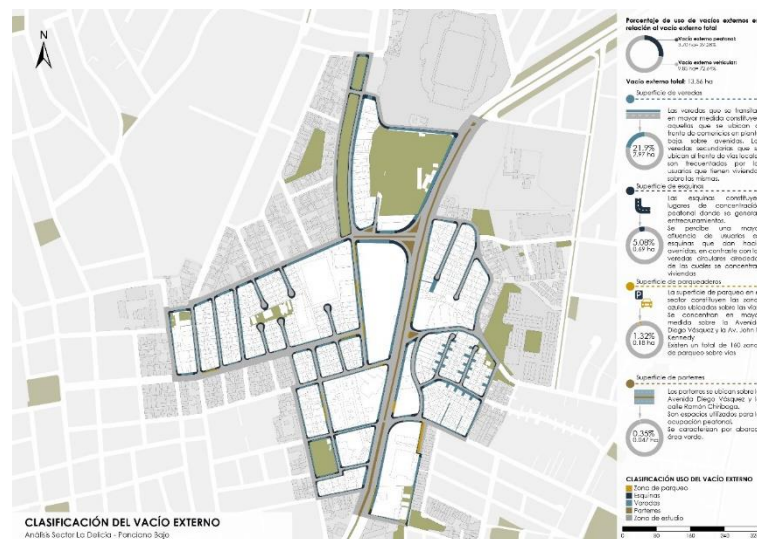 N
Porcentaje de uso de vacíos externos en
relación al vacío externo total
Vacío externo peatonal:
Vacío externo vehicular:
Vacío externo total: 13.56 ha
Superficie de veredas
Las veredas que se transitan
en mayor medida constituyen
aquellas que se ubican al
frente de comercios en planta
baja sobre avenidas. Las
veredas secundarias que se
ubican al frente de vías locales
son frecuentadas por los
usuarios que tienen vivienda
sobre las mismas.
21.9%
2.97 ha
Superficie de esquinas
Las esquinas constituyen
lugares de concentración
peatonal donde se generan
entrecruzamientos.
Se percibe una mayor
afluencia de usuarios en
esquinas que dan hacia
avenidas, en contraste con las
veredas circulares alrededor
de las cuales se concentran
viviendas
5.08%
0.69 ha
Superficie de parqueaderos
P
La superficie de parqueo en el
sector constituyen las zonas
azules ubicadas sobre las vías.
Se concentran en mayor
medida sobre la Avenida
Diego Vásquez y la Av. John F.
Kennedy
Existen un total de 160 zonas
de parqueo sobre vías
1.32%
0.18 ha
Superficie de parterres
Los parterres se ubican sobre la
Avenida Diego Vásquez y la
calle Ramón Chiriboga.
Son espacios utilizados para la
ocupación peatonal.
Se caracterizan por abarcar
área verde.
0.35%
0.047 ha
CLASIFICACIÓN USO DEL VACÍO EXTERNO
Zona de parqueo
Esquinas
Veredas
Parterres
Zona de estudio
0 80 160 240 320
CLASIFICACIÓN DEL VACÍO EXTERNO
Análisis Sector La Delicia - Ponciano Bajo